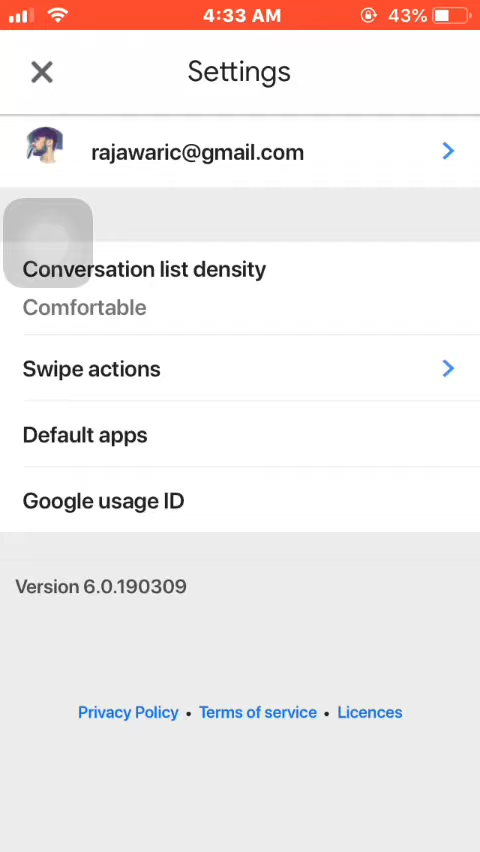 4:33 AM
43%
Settings
rajawaric@gmail.com
Conversation list density
Comfortable
Swipe actions
Default apps
Google usage ID
Version 6.0.190309
Privacy Policy • Terms of service • Licences